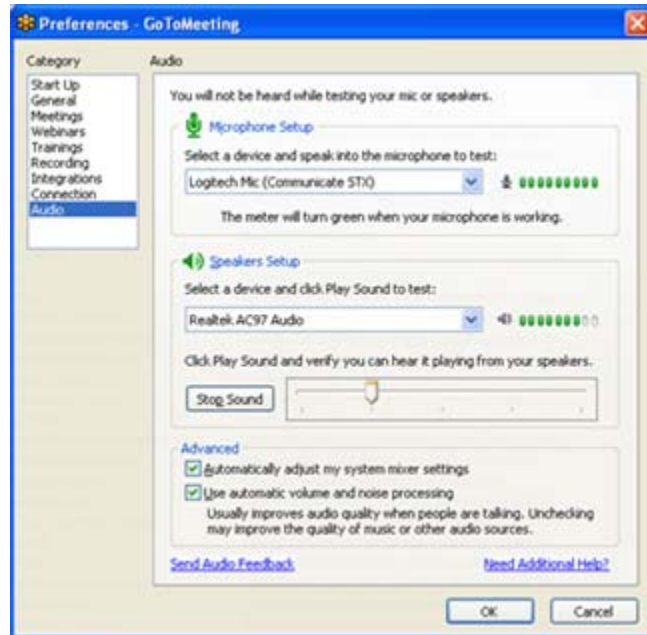 Preferences - GoToMeeting
Category
Start Up
General
Meetings
Webinars
Trainings
Recording
Integrations
Connection
Audio
Audio
You will not be heard while testing your mic or speakers.
Microphone Setup
Select a device and speak into the microphone to test:
Logitech Mic (Communicate STX)
The meter will turn green when your microphone is working.
Speakers Setup
Select a device and click Play Sound to test:
Realtek AC97 Audio
Click Play Sound and verify you can hear it playing from your speakers.
Stop Sound
Advanced
Automatically adjust my system mixer settings
Use automatic volume and noise processing
Usually improves audio quality when people are talking. Unchecking
may improve the quality of music or other audio sources.
Send Audio Feedback
Need Additional Help?
OK
Cancel